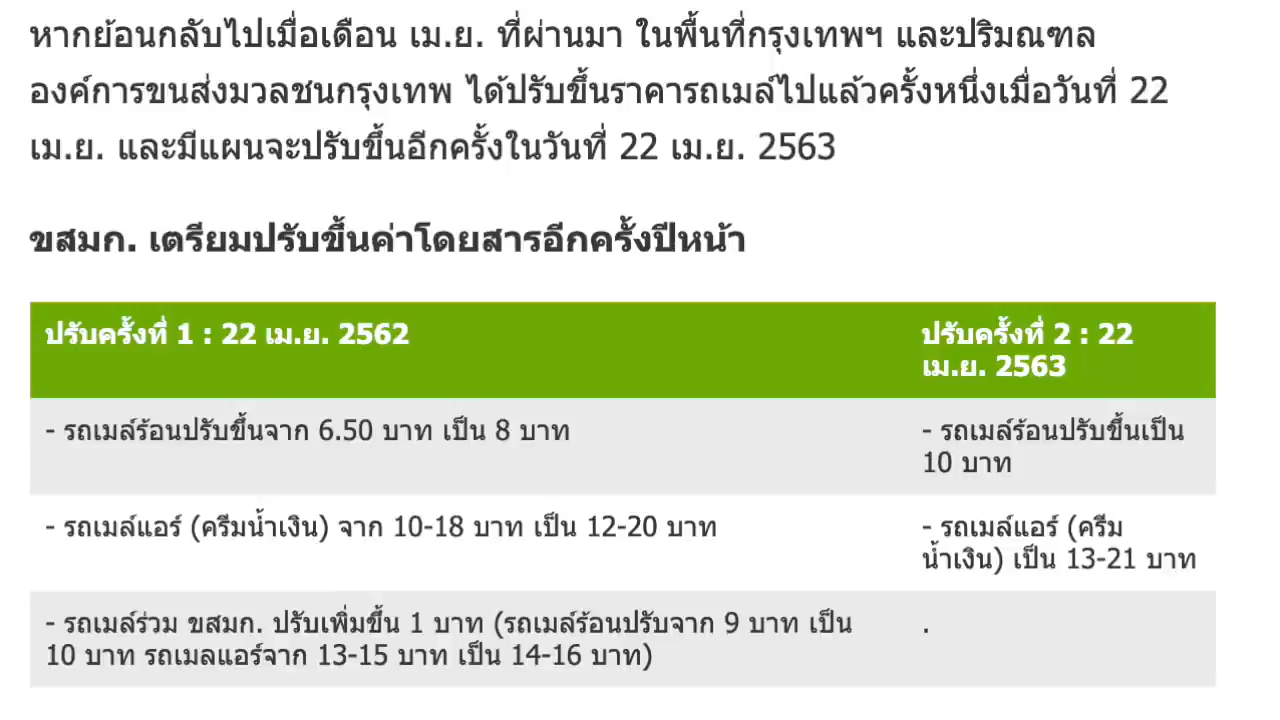 หากย้อนกลับไปเมื่อเดือน เม.ย. ที่ผ่านมา ในพื้นที่กรุงเทพฯ และปริมณฑล
องค์การขนส่งมวลชนกรุงเทพ ได้ปรับขึ้นราคารถเมล์ไปแล้วครั้งหนึ่งเมื่อวันที่ 22
เม.ย. และมีแผนจะปรับขึ้นอีกครั้งในวันที่ 22 เม.ย. 2563
ขสมก. เตรียมปรับขึ้นค่าโดยสารอีกครั้งปีหน้า
ปรับครั้งที่ 1 : 22 เม.ย. 2562
ปรับครั้งที่ 2 : 22
เม.ย. 2563
- รถเมล์ร้อนปรับขึ้นจาก 6.50 บาท เป็น 8 บาท
- รถเมล์ร้อนปรับขึ้นเป็น
10 บาท
- รถเมล์แอร์ (ครีมน้ำเงิน) จาก 10-18 บาท เป็น 12-20 บาท
- รถเมล์แอร์ (ครีม
น้ำเงิน) เป็น 13-21 บาท
- รถเมล์ร่วม ขสมก. ปรับเพิ่มขึ้น 1 บาท (รถเมล์ร้อนปรับจาก 9 บาท เป็น
10 บาท รถเมลแอร์จาก 13-15 บาท เป็น 14-16 บาท)
.